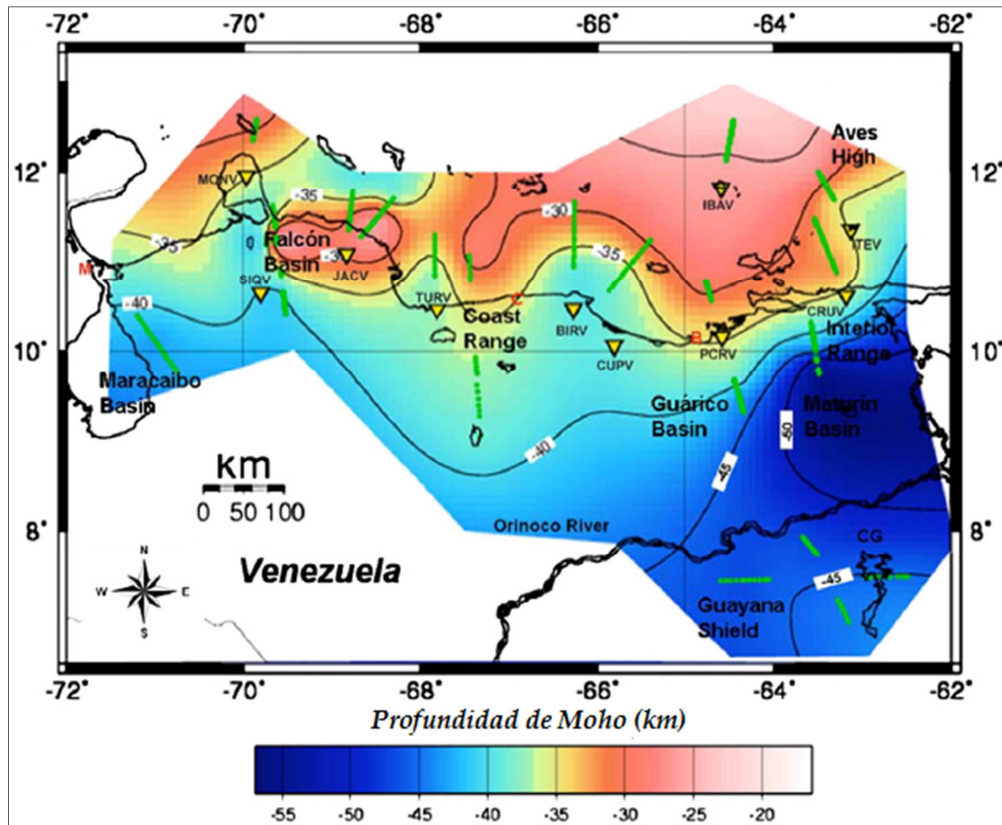 -72° -70° -68° -66° -64° -62°
12° 12°
10° 10°
8° 8°
Aves
High
MONV
IBAV
-35
-35
-30
-35
ITEV
Falcón
Basin
JACV
M
SIQV
-40
TURV
C
Coast
Range
BIRV
CUPV
B
PCRV
CRUV
Interior
Range
Maracaibo
Basin
Guárico
Basin
Maturin
Basin
-50
-40
-45
km
0 50 100
Orinoco River
CG
-45
Venezuela
Guayana
Shield
N
W E
S
-72° -70° -68° -66° -64° -62°
Profundidad de Moho (km)
-55 -50 -45 -40 -35 -30 -25 -20